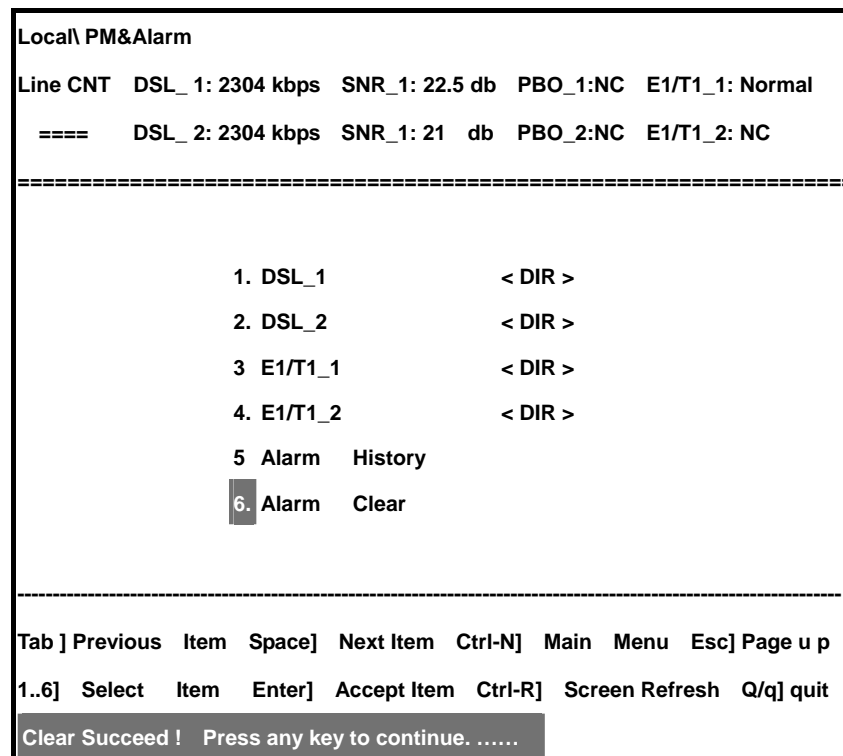 Local\ PM&Alarm
Line CNT DSL_ 1: 2304 kbps SNR_1: 22.5 db PBO_1:NC E1/T1_1: Normal
==== DSL_ 2: 2304 kbps SNR_1: 21 db PBO_2:NC E1/T1_2: NC
==================================================================
1. DSL_1 < DIR >
2. DSL_2 < DIR >
3 E1/T1_1 < DIR >
4. E1/T1_2 < DIR >
5 Alarm History
6. Alarm Clear
---------------------------------------------------------------------------------------------------------------------
Tab ] Previous Item Space] Next Item Ctrl-N] Main Menu Esc] Page u p
1..6] Select Item Enter] Accept Item Ctrl-R] Screen Refresh Q/q] quit
Clear Succeed ! Press any key to continue. ……